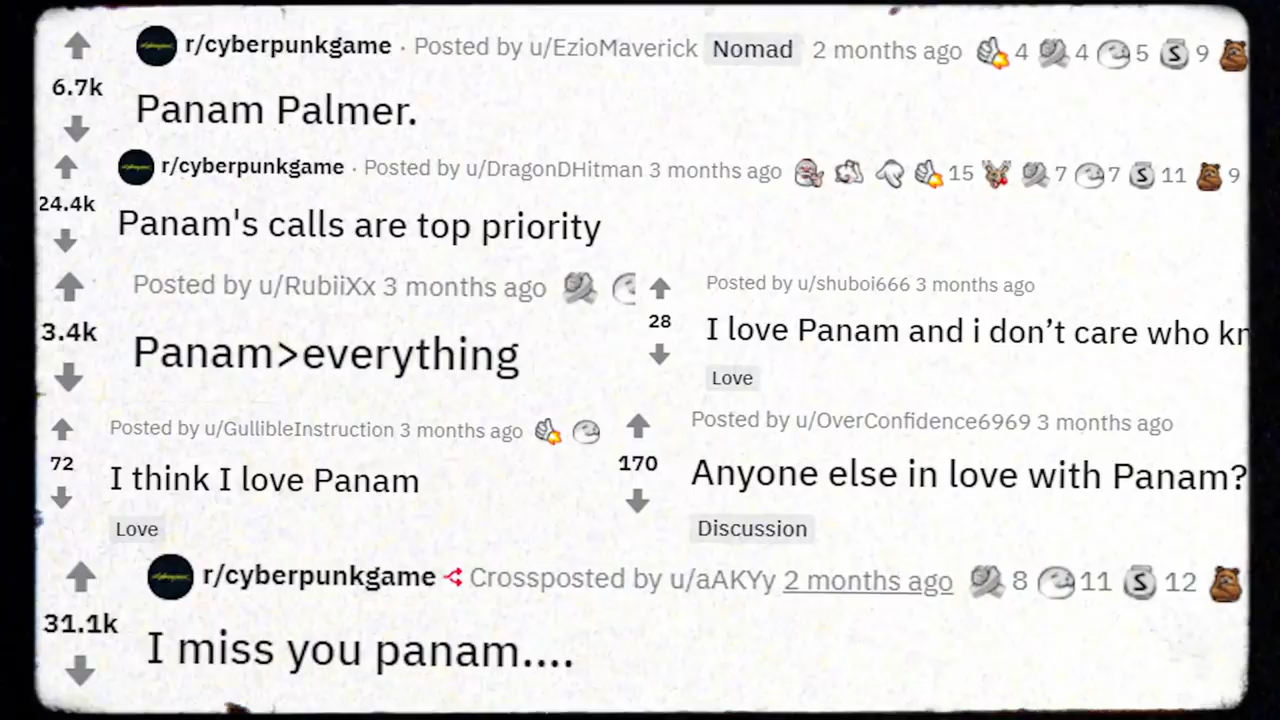 r/cyberpunkgame · Posted by u/EzioMaverick Nomad 2 months ago 4 4 5 S 9
6.7k
Panam Palmer.
r/cyberpunkgame · Posted by u/DragonDHitman 3 months ago 15 7 7 S 11 9
24.4k
Panam's calls are top priority
Posted by u/RubiiXx 3 months ago
3.4k
Panam>everything
Posted by u/shuboi666 3 months ago
28
I love Panam and i don’t care who kn
Love
Posted by u/GullibleInstruction 3 months ago
72
I think I love Panam
Love
Posted by u/OverConfidence6969 3 months ago
170
Anyone else in love with Panam?
Discussion
r/cyberpunkgame Crossposted by u/aAKYy 2 months ago 8 11 S 12
31.1k
I miss you panam....